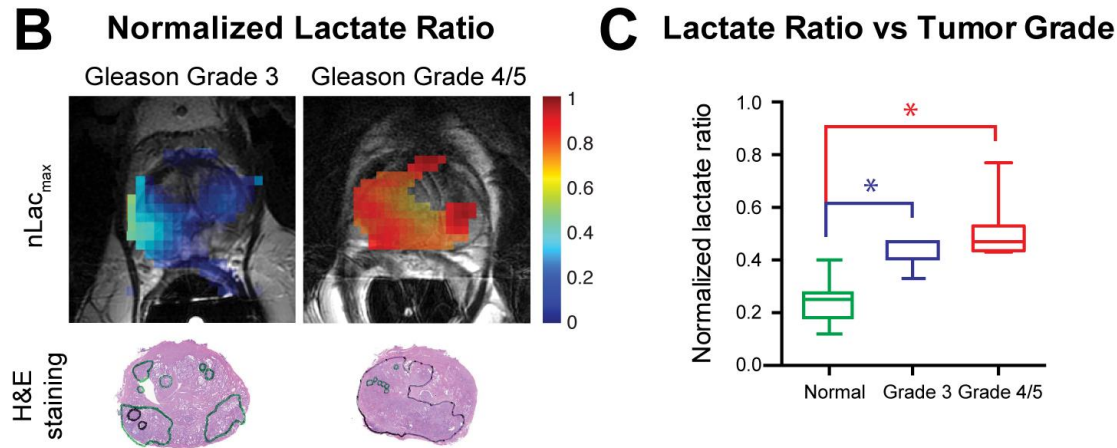 B Normalized Lactate Ratio
Gleason Grade 3 Gleason Grade 4/5
nLacmax
1
0.8
0.6
0.4
0.2
0
H&E
staining
C Lactate Ratio vs Tumor Grade
Normalized lactate ratio
1.0
0.8
0.6
0.4
0.2
0.0
*
*
Normal Grade 3 Grade 4/5